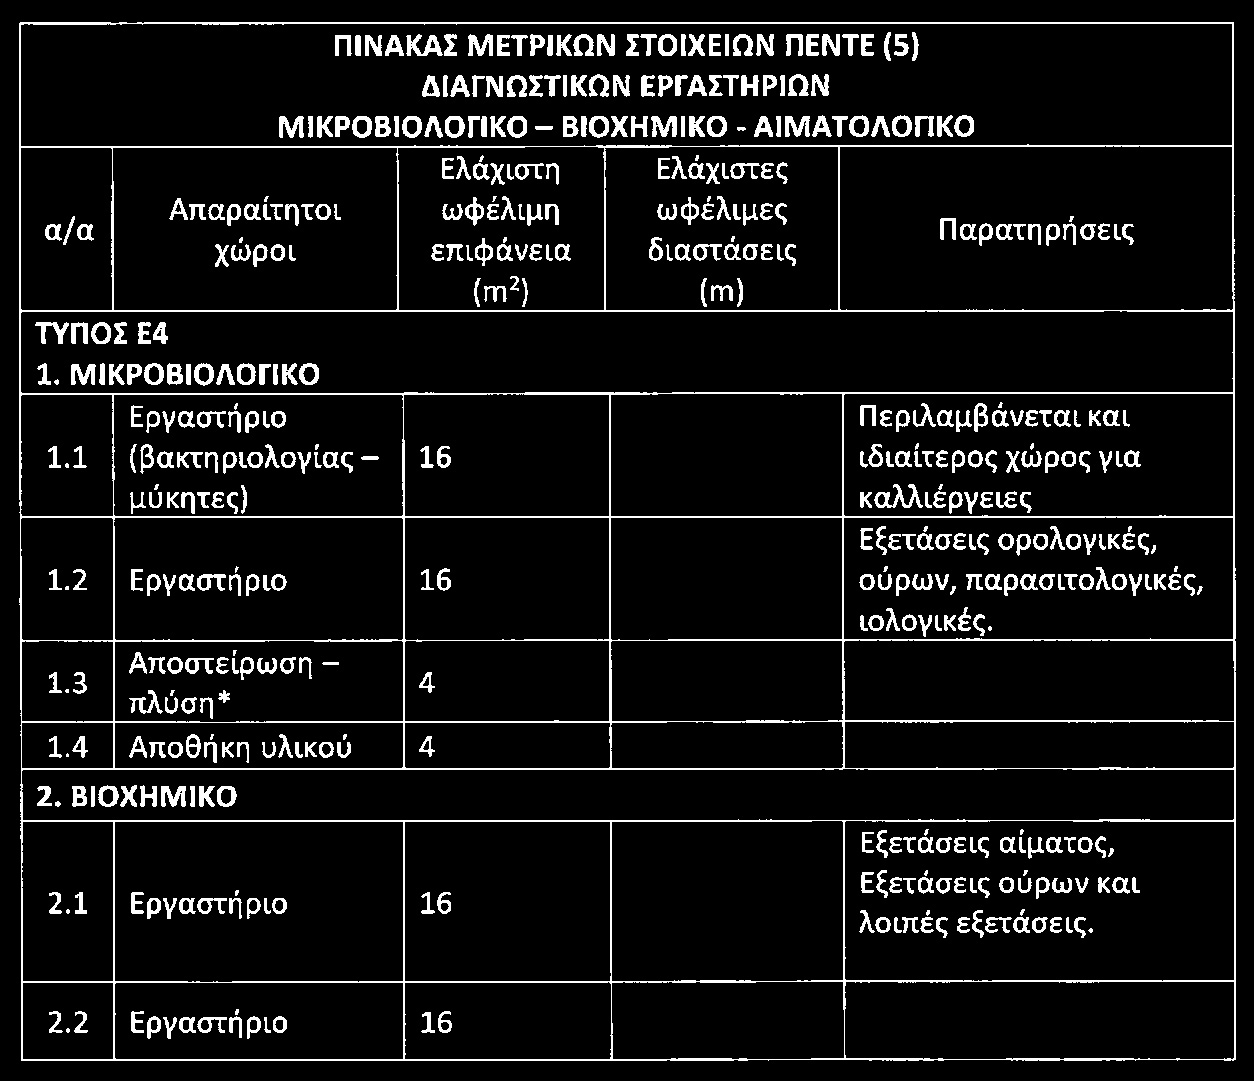 ΠΙΝΑΚΑΣ ΜΕΤΡΙΚΩΝ ΣΤΟΙΧΕΙΩΝ ΠΕΝΤΕ (5)
ΔΙΑΓΝΩΣΤΙΚΩΝ ΕΡΓΑΣΤΗΡΙΩΝ
ΜΙΚΡΟΒΙΟΛΟΓΙΚΟ – ΒΙΟΧΗΜΙΚΟ - ΑΙΜΑΤΟΛΟΓΙΚΟ
α/α
Απαραίτητοι
χώροι
Ελάχιστη
ωφέλιμη
επιφάνεια
(m²)
Ελάχιστες
ωφέλιμες
διαστάσεις
(m)
Παρατηρήσεις
ΤΥΠΟΣ Ε4
1. ΜΙΚΡΟΒΙΟΛΟΓΙΚΟ
1.1
Εργαστήριο
(βακτηριολογίας –
μύκητες)
16
Περιλαμβάνεται και
ιδιαίτερος χώρος για
καλλιέργειες
1.2
Εργαστήριο
16
Εξετάσεις ορολογικές,
ούρων, παρασιτολογικές,
ιολογικές.
1.3
Αποστείρωση –
πλύση*
4
1.4
Αποθήκη υλικού
4
2. ΒΙΟΧΗΜΙΚΟ
2.1
Εργαστήριο
16
Εξετάσεις αίματος,
Εξετάσεις ούρων και
λοιπές εξετάσεις.
2.2
Εργαστήριο
16